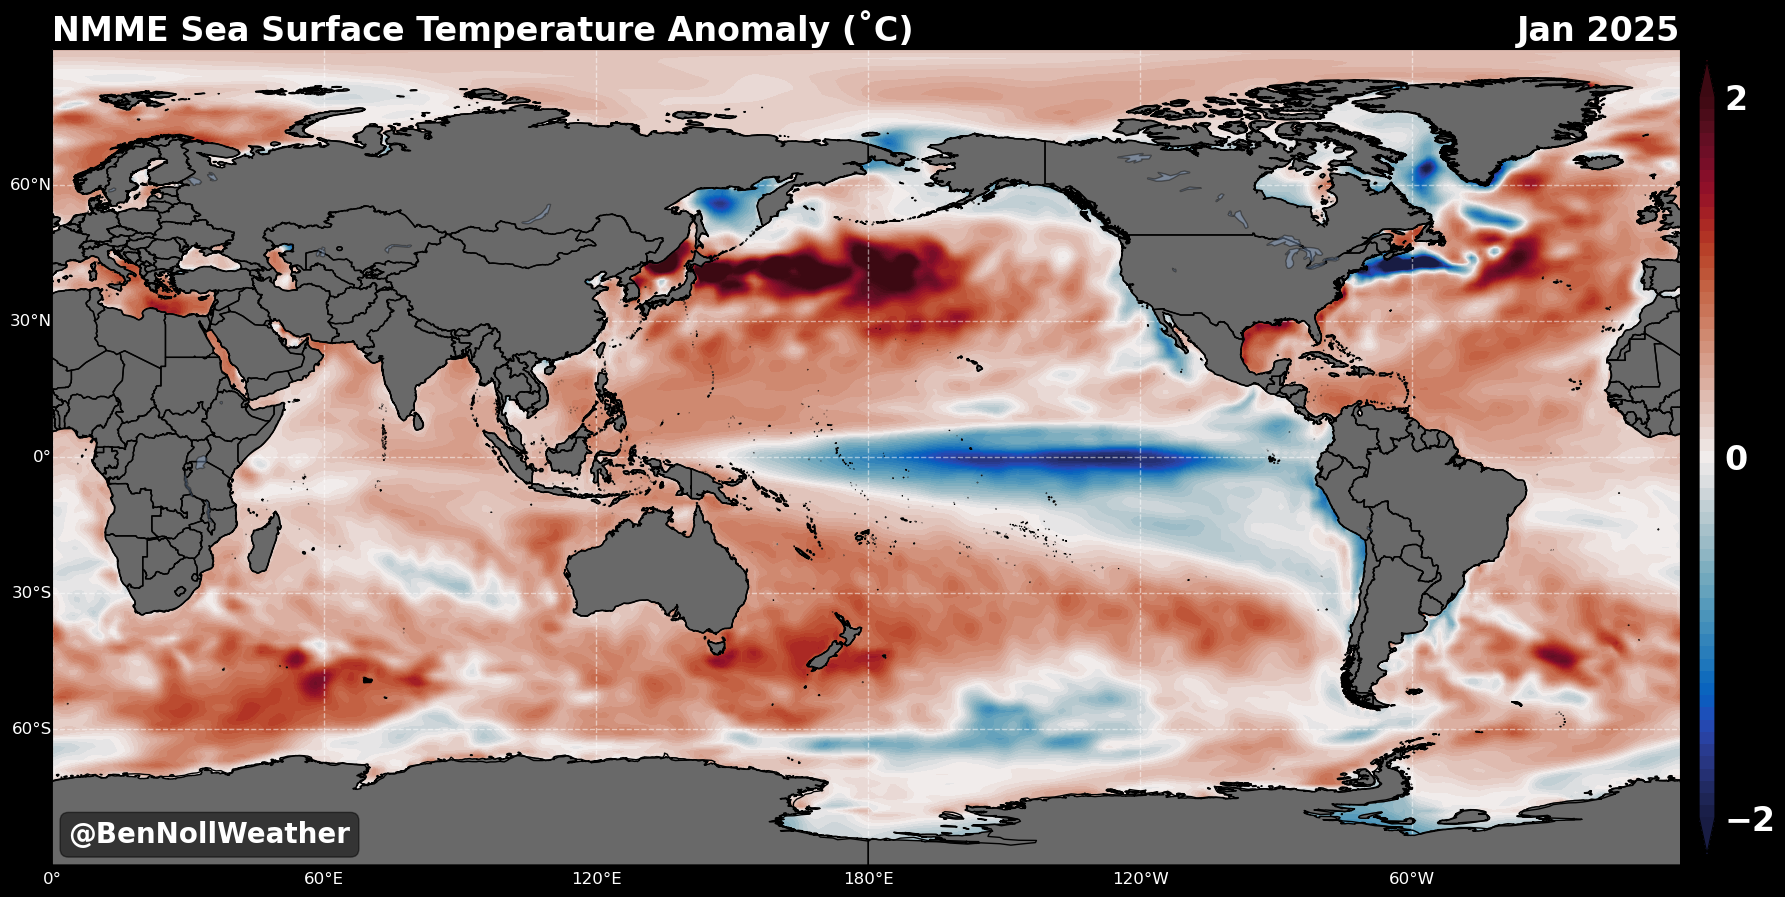 NMME Sea Surface Temperature Anomaly (˚C)
Jan 2025
2
60°N
30°N
0°
0
30°S
60°S
−2
@BenNollWeather
0°
60°E
120°E
180°E
120°W
60°W